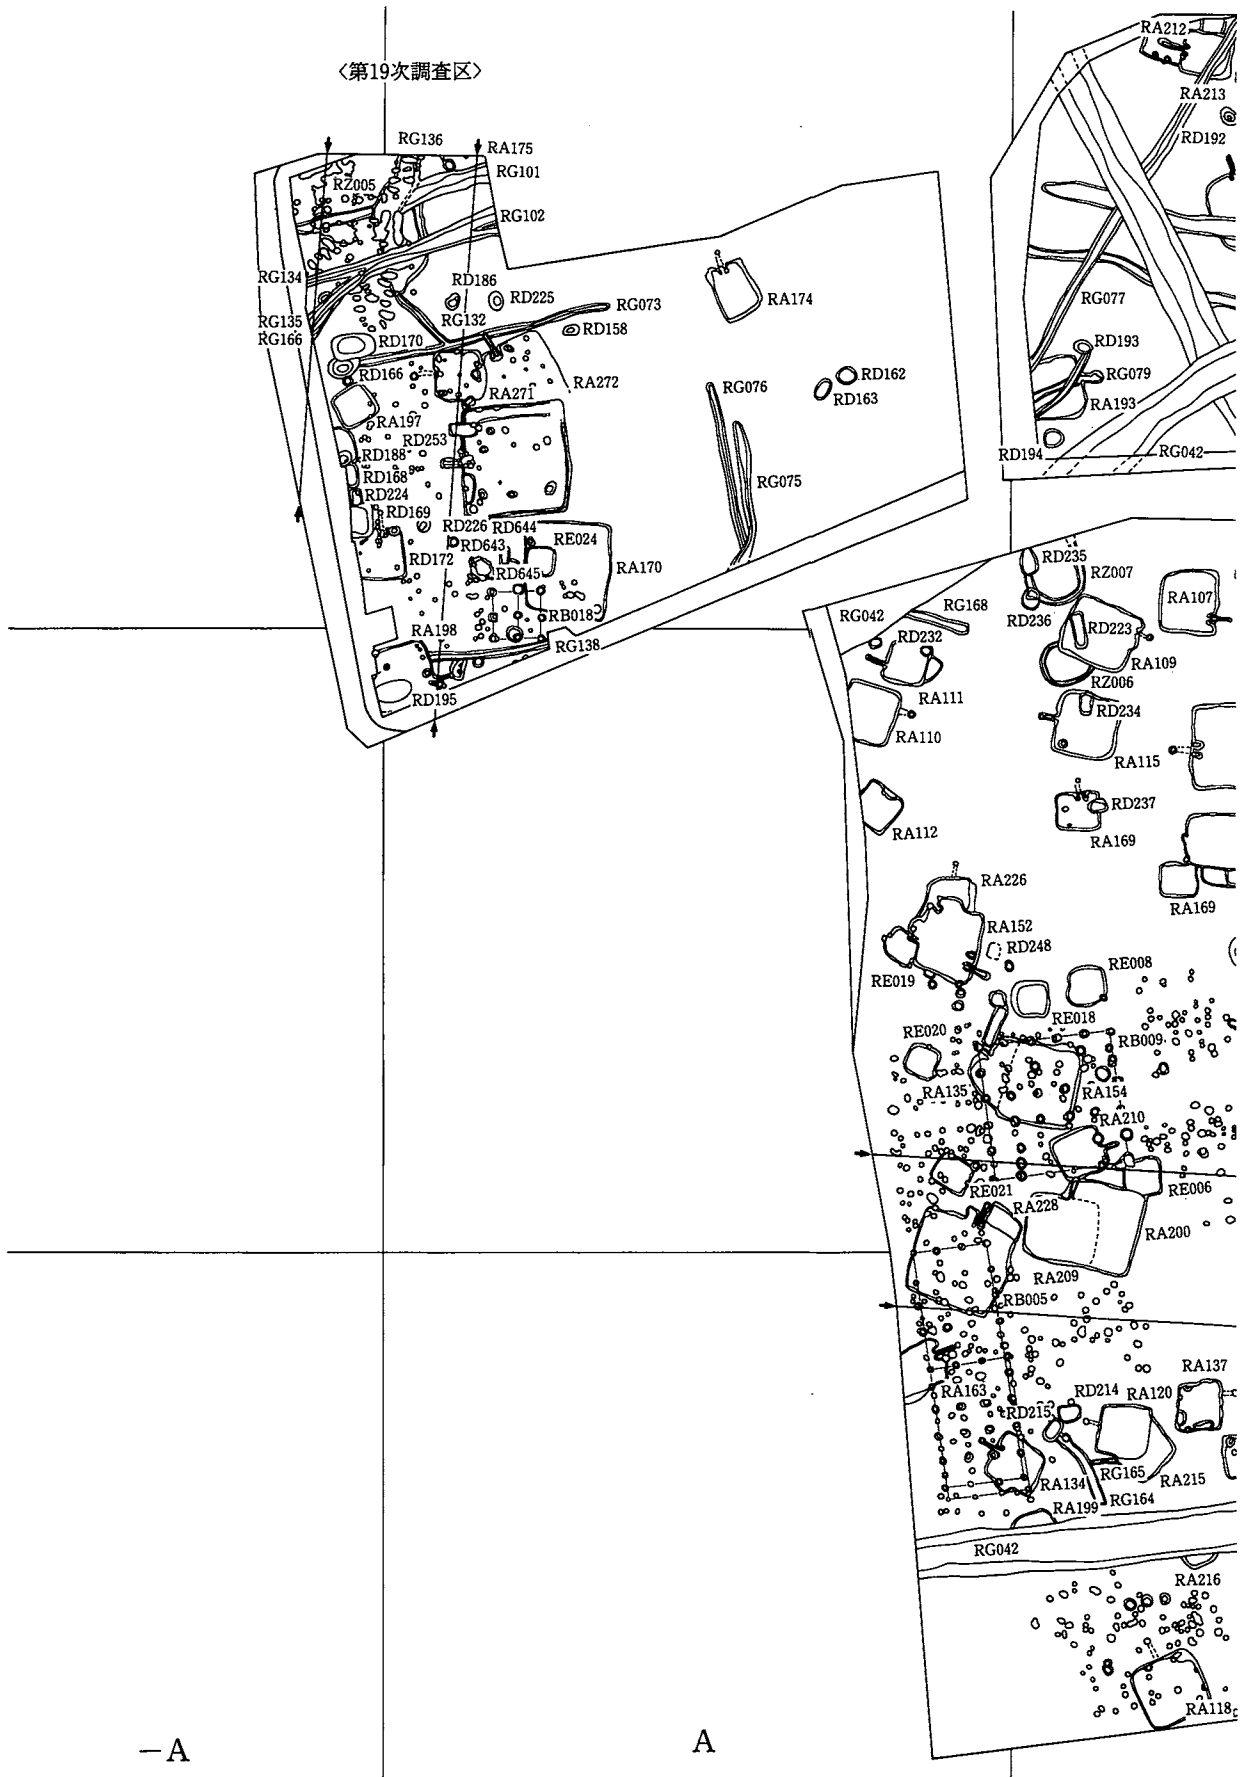 〈第19次調査区〉
RA212
RA213
RD192
RG136
RA175
RG101
RZ005
RG102
RG134
RD186
RD225
RG073
RA174
RG077
RG135
RG132
RD158
RG166
RD170
RD193
RD166
RA272
RG076
RD162
RG079
RA271
RD163
RA193
RA197
RD253
RD188
RD194
RG042
RD168
RG075
RD224
RD169
RD226
RD644
RE024
RD172
RD643
RA170
RD645
RB018
RA198
RG138
RD195
RD235
RZ007
RG168
RA107
RG042
RD236
RD232
RD223
RA109
RZ006
RA111
RD234
RA110
RA115
RD237
RA112
RA169
RA226
RA169
RA152
RD248
RE019
RE008
RE018
RE020
RB009
RA135
RA154
RA210
RE021
RE006
RA228
RA200
RA209
RB005
RA137
RA163
RD214
RA120
RD215
RG165
RA134
RA215
RG164
RA199
RG042
RA216
RA118
－A
A